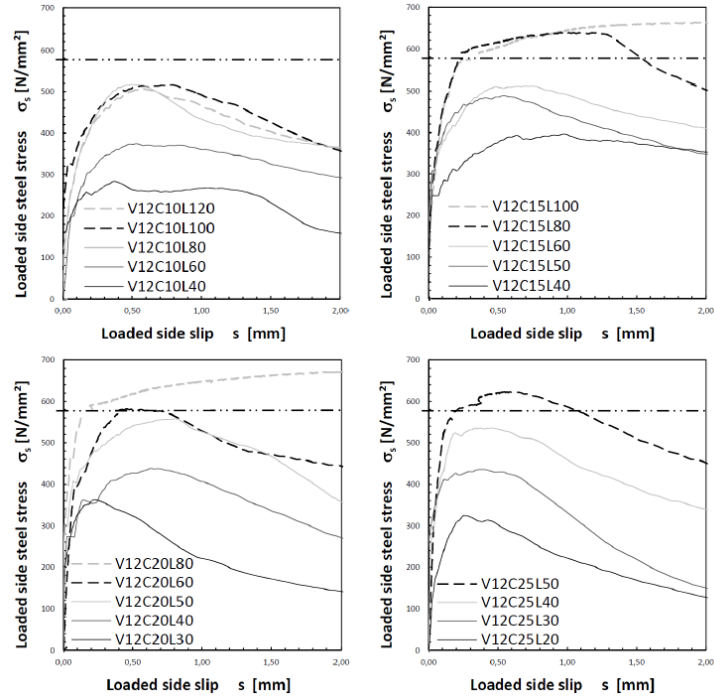 Loaded side steel stress σs [N/mm²]
700
600
500
400
300
200
100
0
V12C10L120
V12C10L100
V12C10L80
V12C10L60
V12C10L40
0,00 0,50 1,00 1,50 2,00
Loaded side slip s [mm]
Loaded side steel stress σs [N/mm²]
700
600
500
400
300
200
100
0
V12C15L100
V12C15L80
V12C15L60
V12C15L50
V12C15L40
0,00 0,50 1,00 1,50 2,00
Loaded side slip s [mm]
Loaded side steel stress σs [N/mm²]
700
600
500
400
300
200
100
0
V12C20L80
V12C20L60
V12C20L50
V12C20L40
V12C20L30
0,00 0,50 1,00 1,50 2,00
Loaded side slip s [mm]
Loaded side steel stress σs [N/mm²]
700
600
500
400
300
200
100
0
V12C25L50
V12C25L40
V12C25L30
V12C25L20
0,00 0,50 1,00 1,50 2,00
Loaded side slip s [mm]